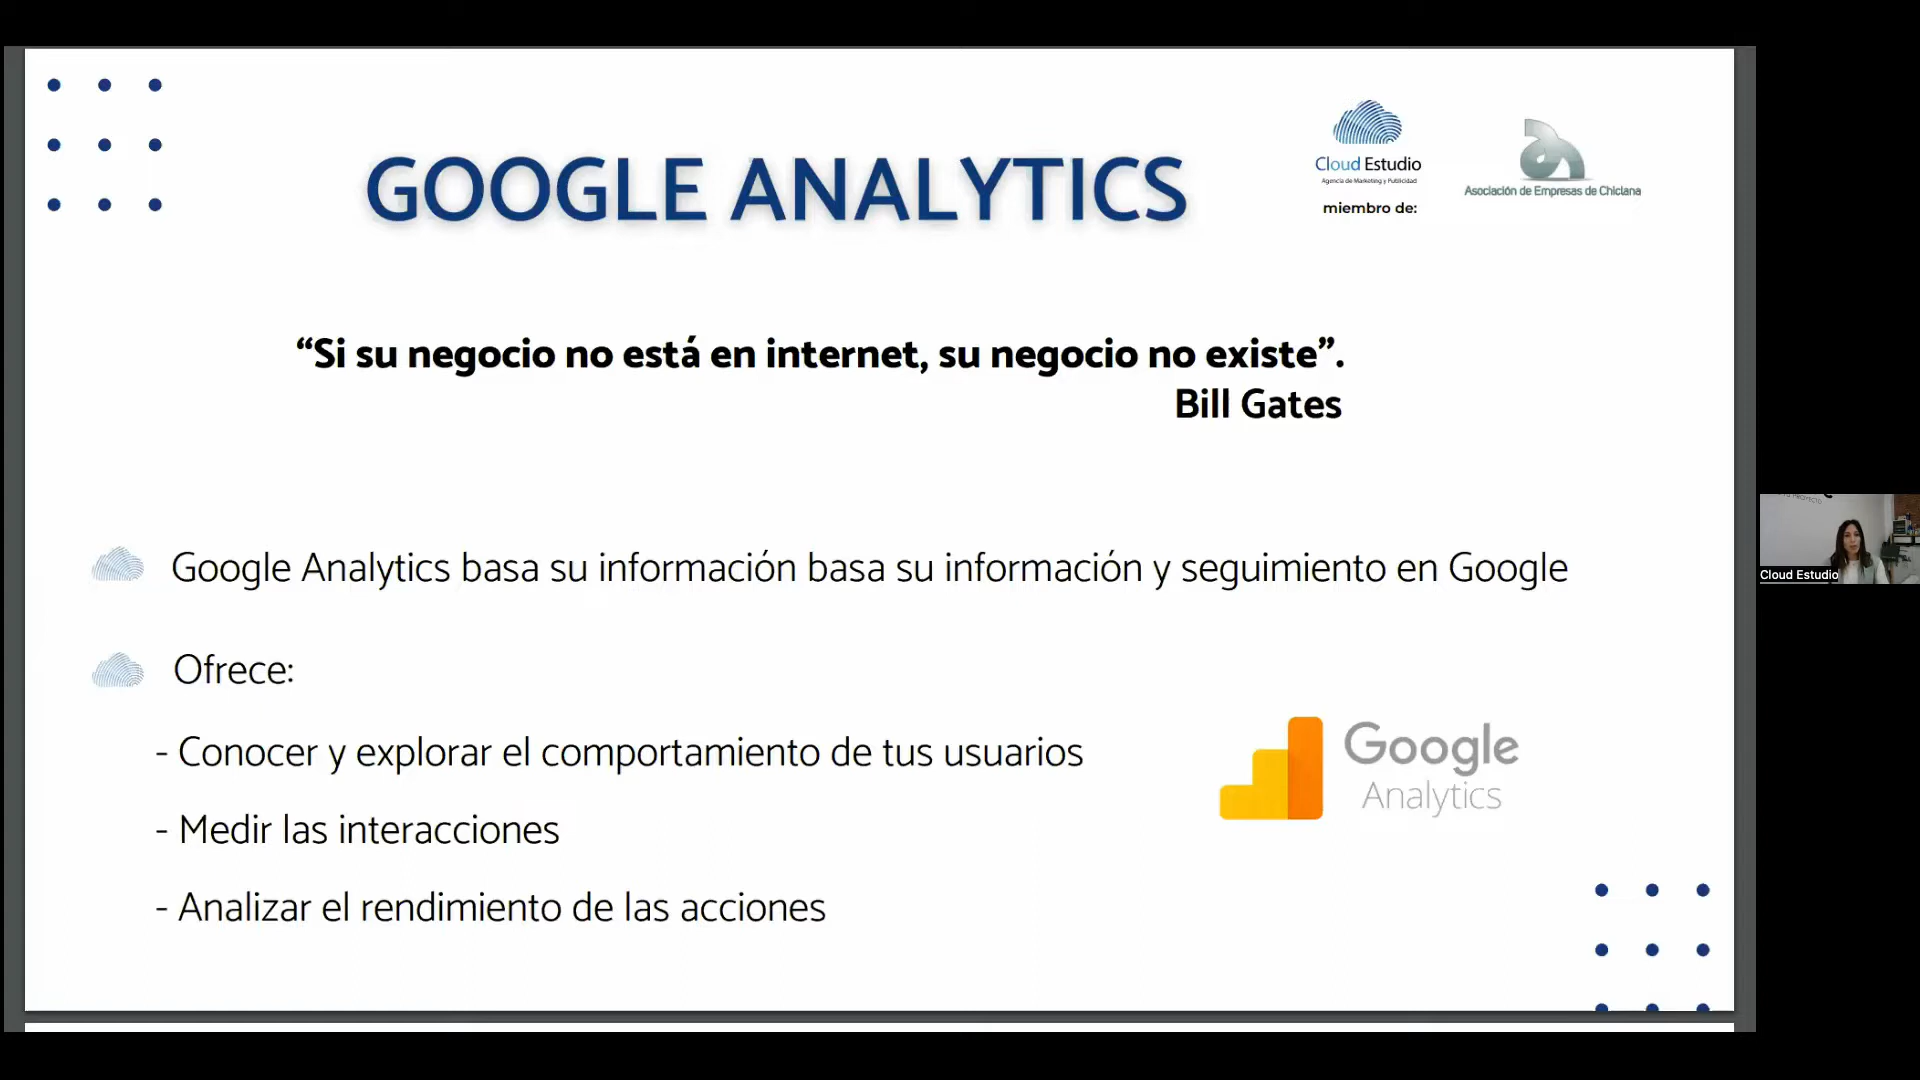 GOOGLE ANALYTICS
Cloud Estudio
Agencia de Marketing y Publicidad
miembro de:
Asociación de Empresas de Chiclana
“Si su negocio no está en internet, su negocio no existe”.
Bill Gates
Google Analytics basa su información basa su información y seguimiento en Google
Ofrece:
- Conocer y explorar el comportamiento de tus usuarios
- Medir las interacciones
- Analizar el rendimiento de las acciones
Google
Analytics
PROYECTO
Cloud Estudio